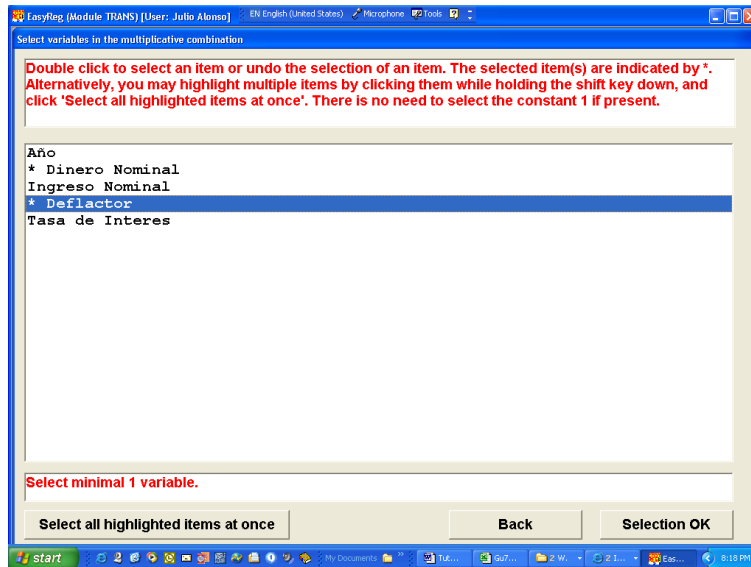 EasyReg (Module TRANS) [User: Julio Alonso] EN English (United States) Microphone Tools
Select variables in the multiplicative combination
Double click to select an item or undo the selection of an item. The selected item(s) are indicated by *.
Alternatively, you may highlight multiple items by clicking them while holding the shift key down, and
click 'Select all highlighted items at once'. There is no need to select the constant 1 if present.
Año
* Dinero Nominal
Ingreso Nominal
* Deflactor
Tasa de Interes
Select minimal 1 variable.
Select all highlighted items at once Back Selection OK
start My Documents » Tut... Gu7... 2 W. 2 I... Eas... 8:18 PM